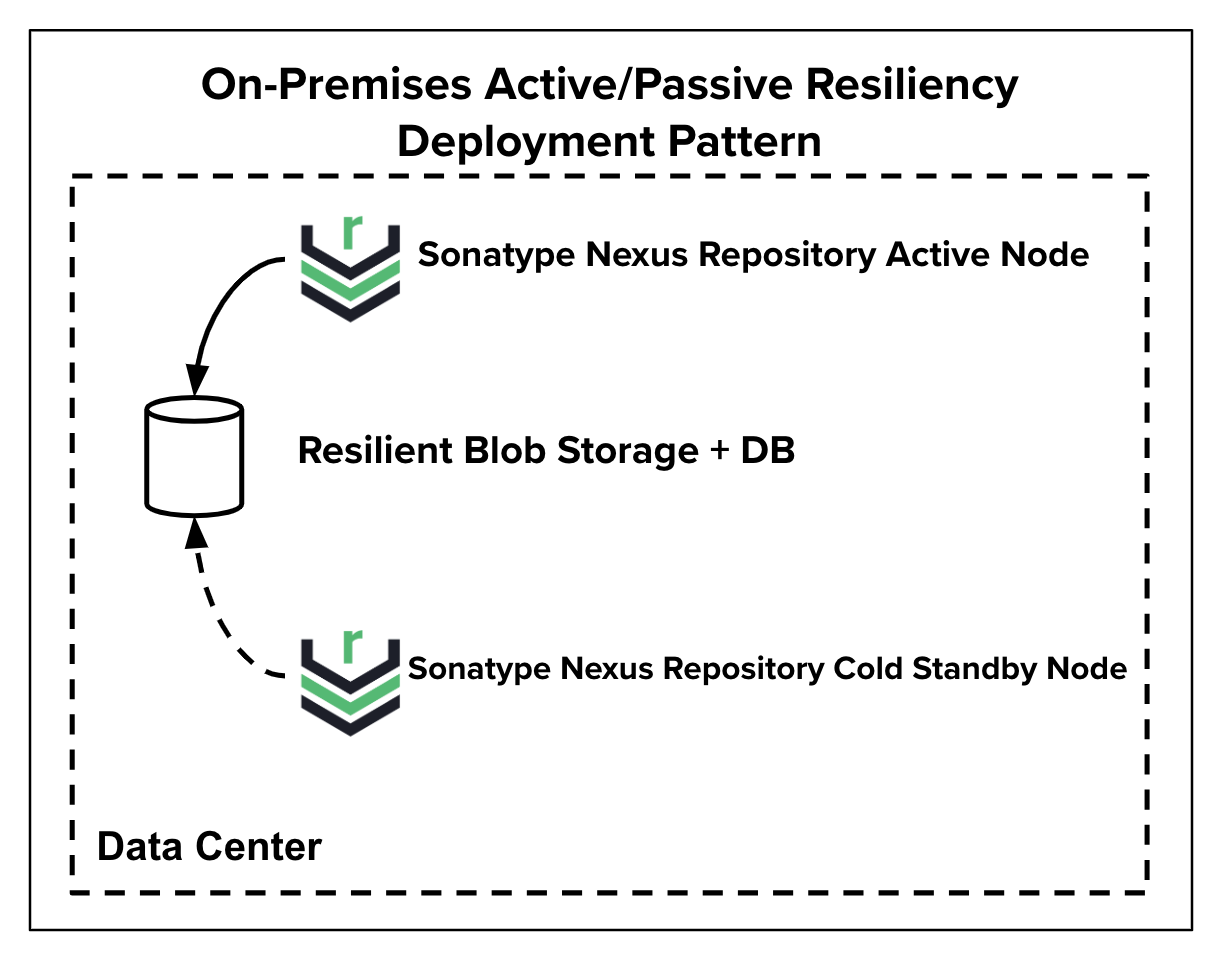 On-Premises Active/Passive Resiliency
Deployment Pattern
r
Sonatype Nexus Repository Active Node
Resilient Blob Storage + DB
r
Sonatype Nexus Repository Cold Standby Node
Data Center